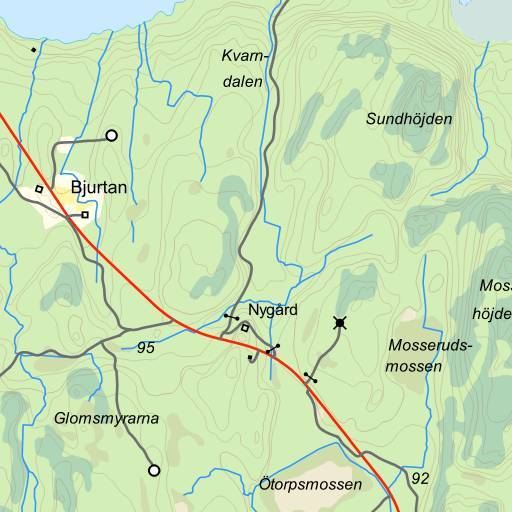 Kvarn-
dalen
Sundhöjden
Bjurtan
Moss
höjde
Nygård
95
Mosseruds-
mossen
Glomsmyrarna
Ötorpsmossen
92